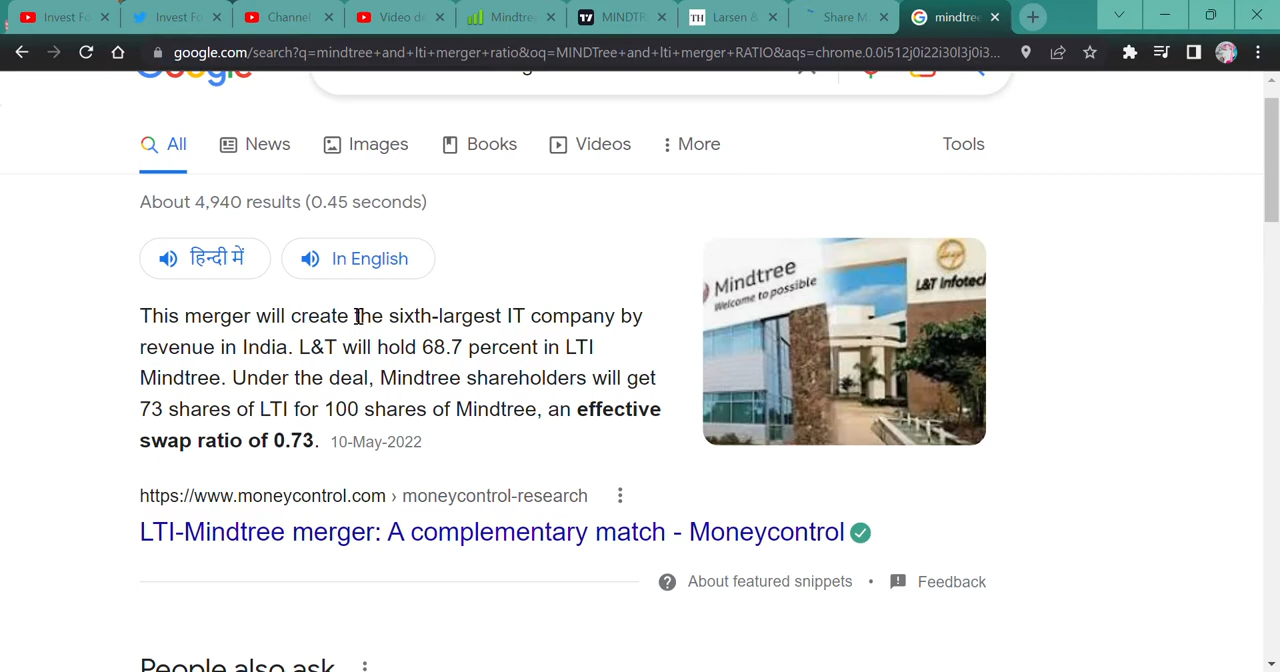 Invest Fo
Invest Fo
Channel
Video d
Mindtre
MINDT
Larsen &
Share M
mindtree
google.com/search?q=mindtree+and+lti+merger+ratio&oq=MINDTree+and+lti+merger+RATIO&aqs=chrome.0.0i512j0i22i30l3j0i3...
All
News
Images
Books
Videos
More
Tools
About 4,940 results (0.45 seconds)
हिन्दी में
In English
This merger will create the sixth-largest IT company by
revenue in India. L&T will hold 68.7 percent in LTI
Mindtree. Under the deal, Mindtree shareholders will get
73 shares of LTI for 100 shares of Mindtree, an effective
swap ratio of 0.73. 10-May-2022
Mindtree
Welcome to possible
L&T Infotech
https://www.moneycontrol.com › moneycontrol-research
LTI-Mindtree merger: A complementary match - Moneycontrol
About featured snippets • Feedback
People also ask